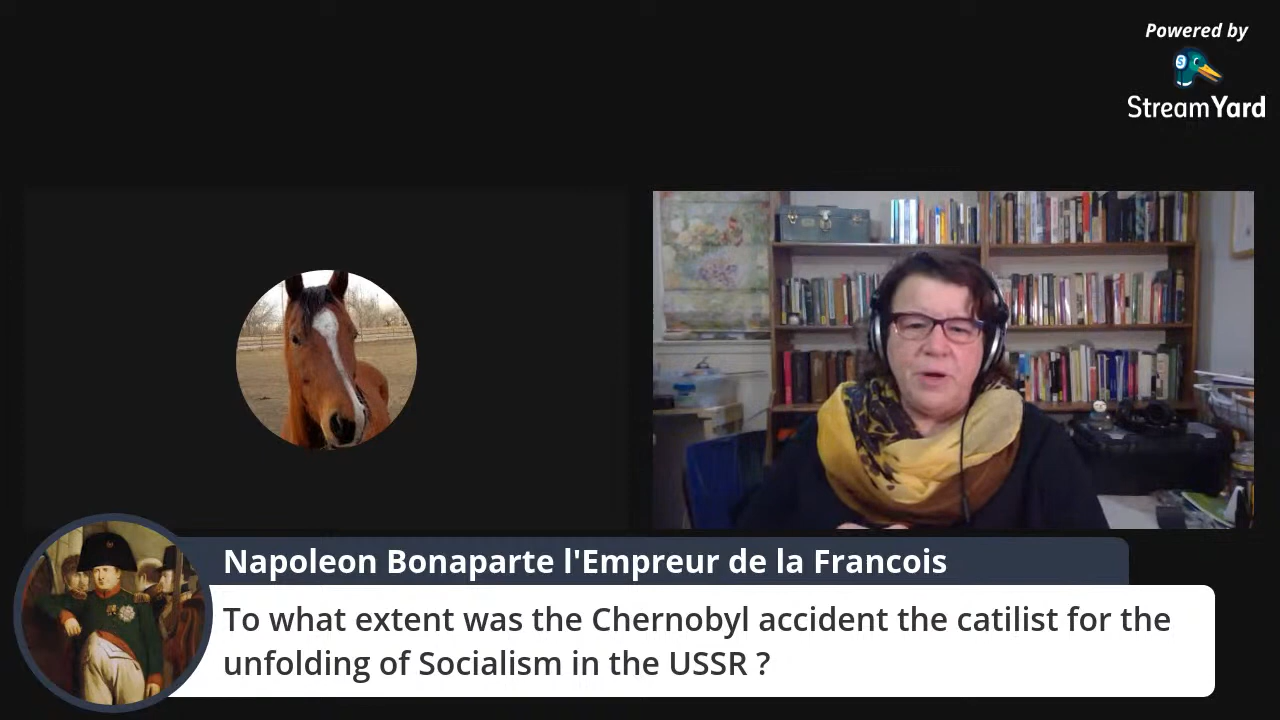 Powered by
StreamYard
Napoleon Bonaparte l'Empreur de la Francois
To what extent was the Chernobyl accident the catilist for the
unfolding of Socialism in the USSR ?